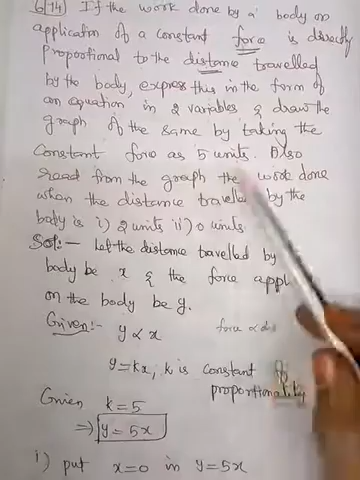 6(14) If the work done by a body on
application of a constant force is directly
proportional to the distance travelled
by the body, express this in the form of
an equation in 2 variables & draw the
graph of the same by taking the
constant force as 5 units. Also
read from the graph the work done
when the distance travelled by the
body is i) 2 units ii) 0 units
Sol:- Let the distance travelled by
body be x & the force appl
on the body be y.
Given:- y ∝ x force ∝ dis
y=kx, k is constant of
proportionality
Given k=5
⇒ y=5x
i) put x=0 in y=5x